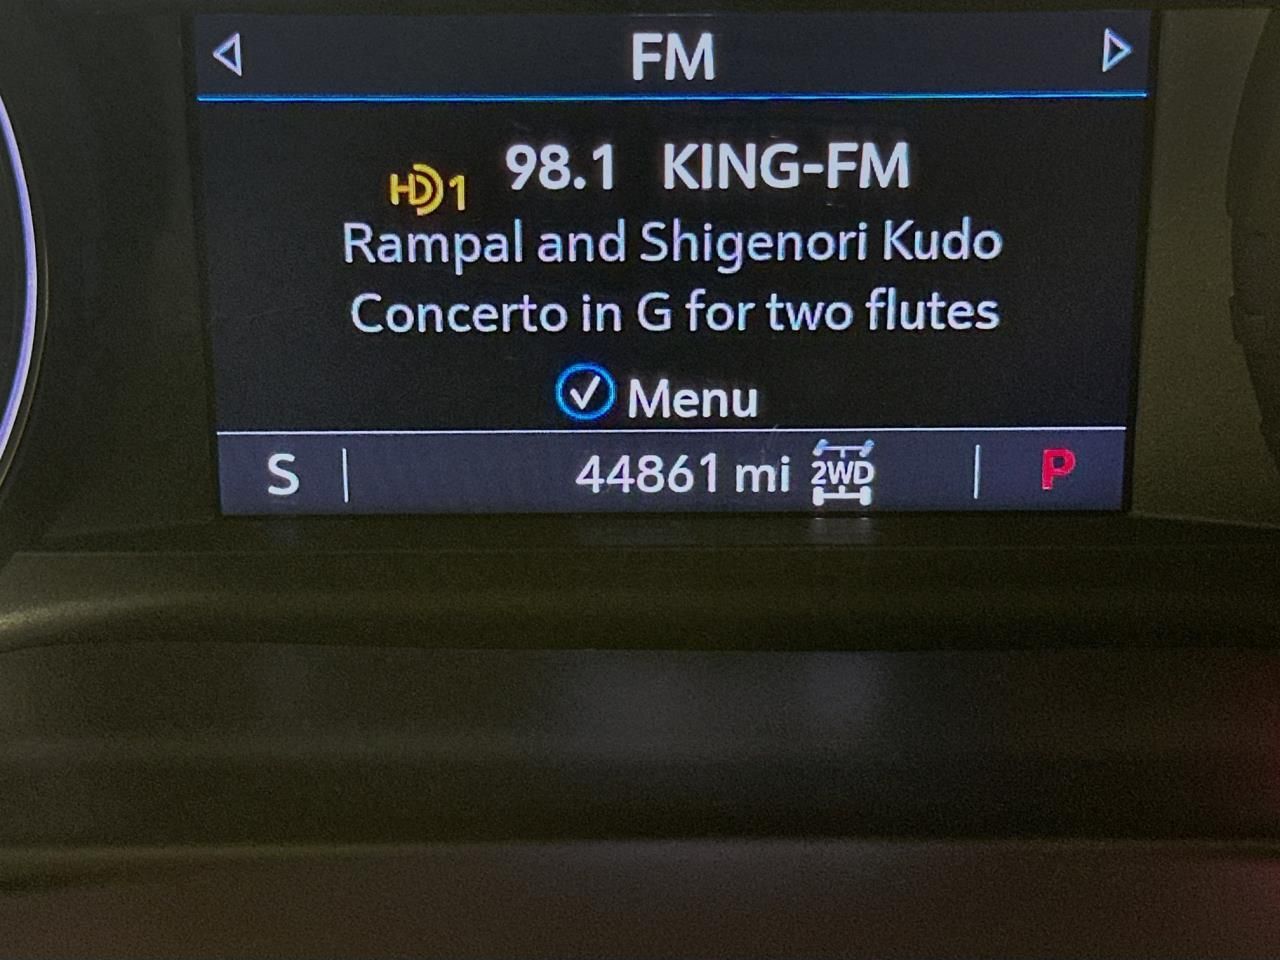 FM
HD1 98.1 KING-FM
Rampal and Shigenori Kudo
Concerto in G for two flutes
Menu
S 44861 mi 2WD P